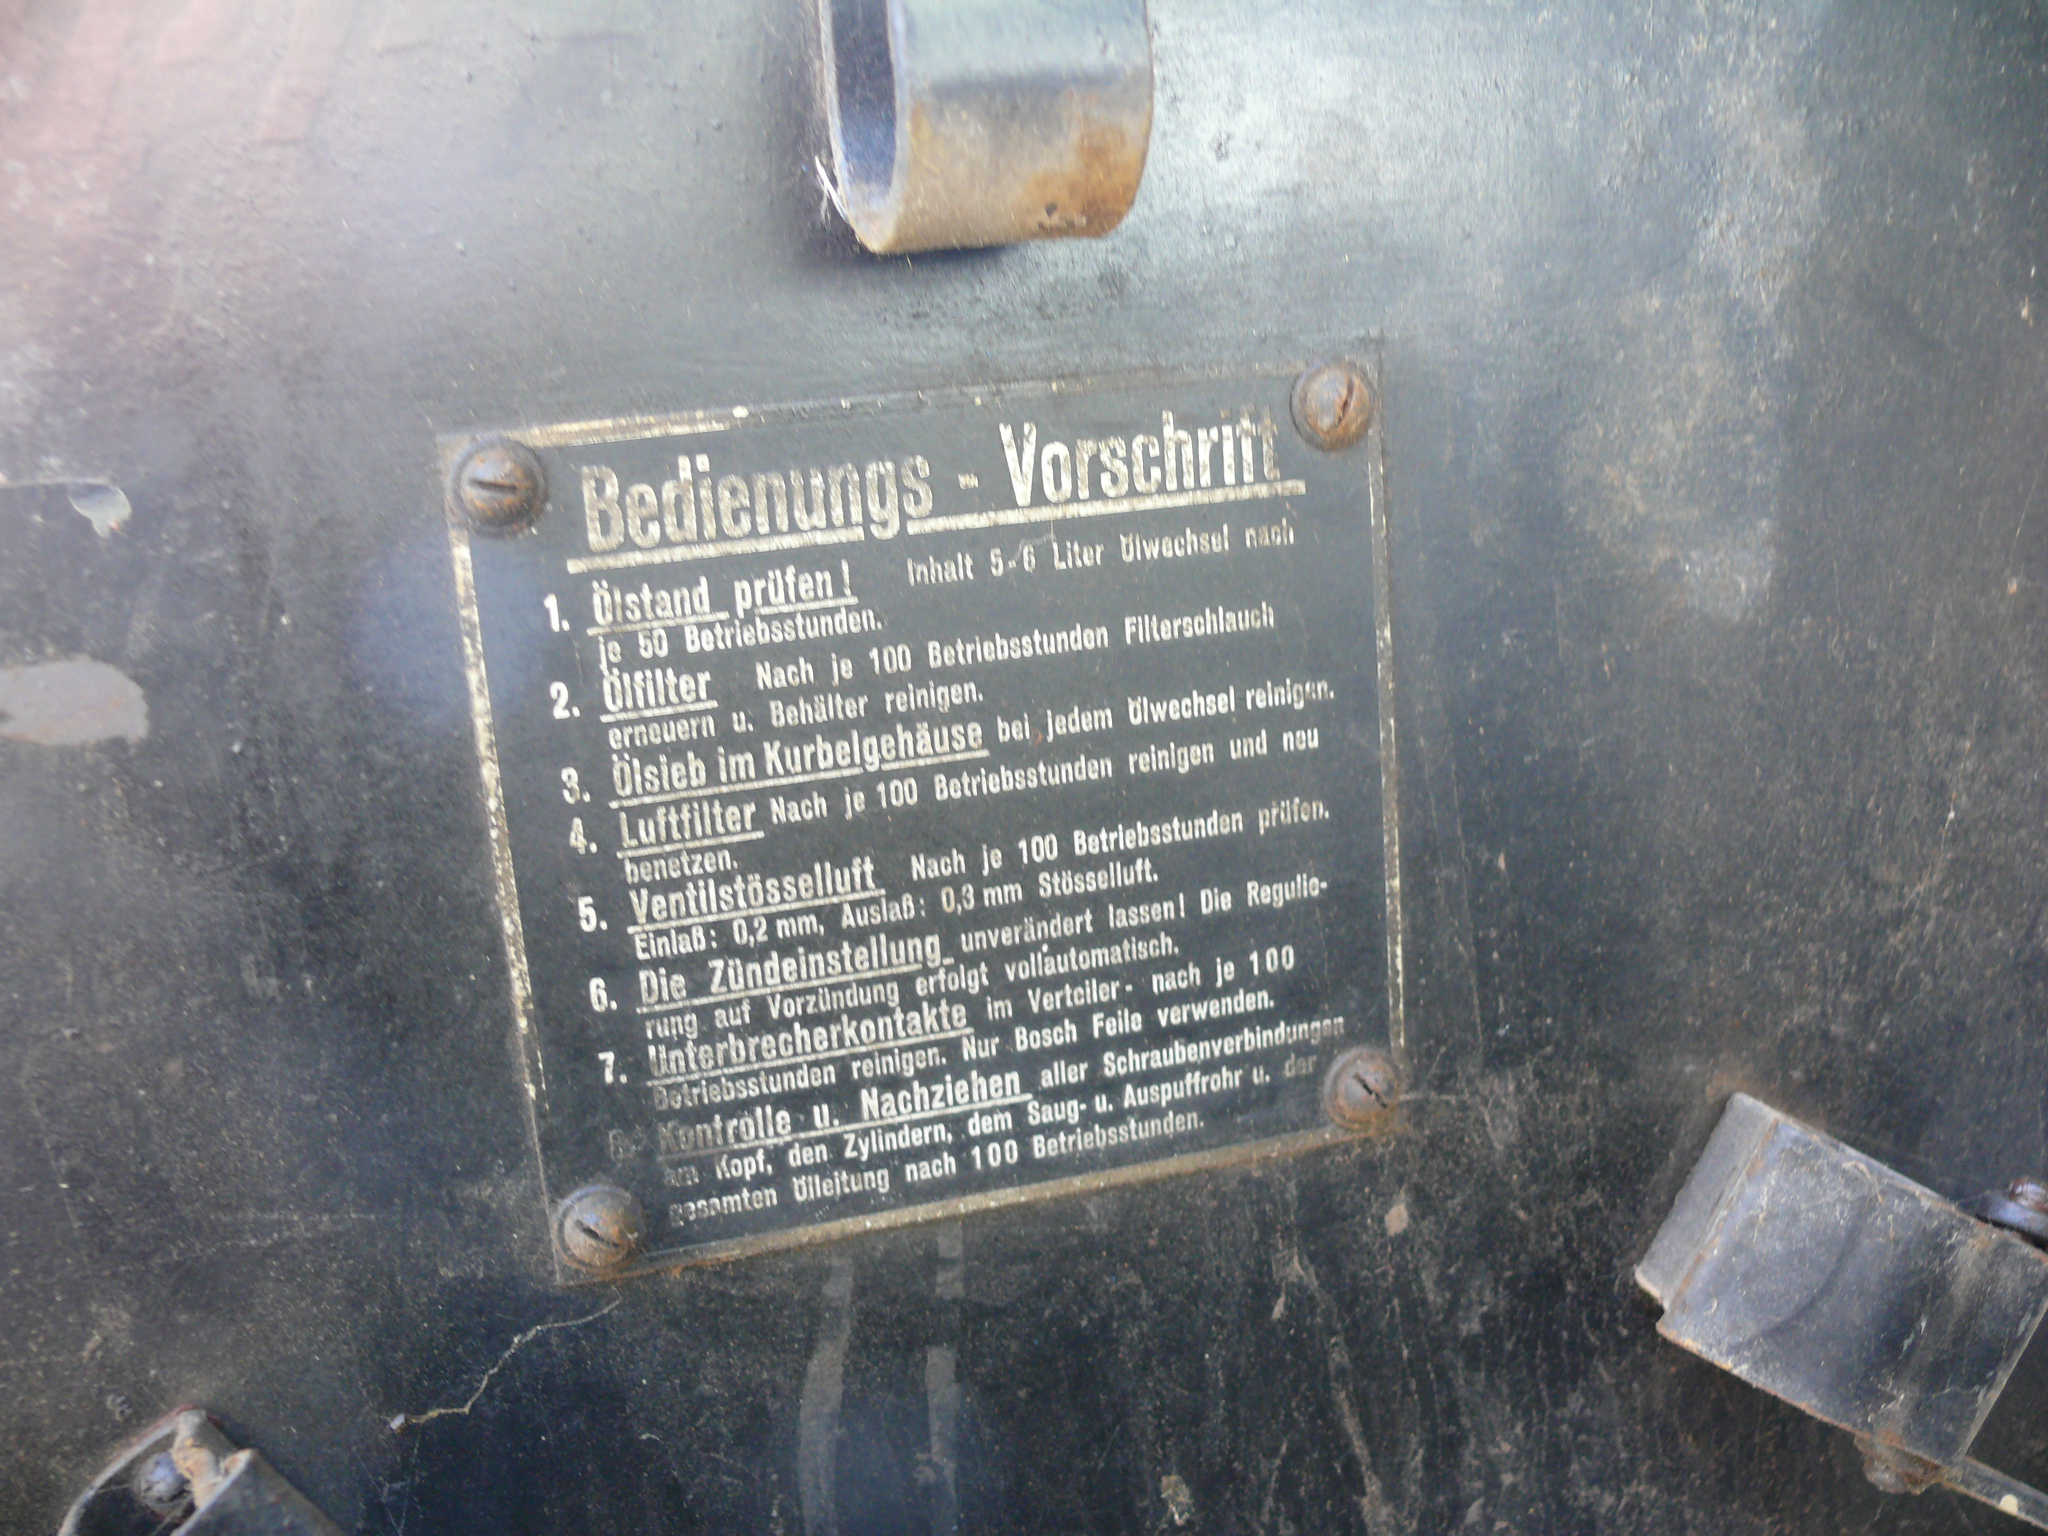 Bedienungs - Vorschrift
1. Ölstand prüfen! Inhalt 5-6 Liter Ölwechsel nach
je 50 Betriebsstunden.
2. Ölfilter Nach je 100 Betriebsstunden Filterschlauch
erneuern u. Behälter reinigen.
3. Ölsieb im Kurbelgehäuse bei jedem Ölwechsel reinigen.
4. Luftfilter Nach je 100 Betriebsstunden reinigen und neu
benetzen.
5. Ventilstösselluft Nach je 100 Betriebsstunden prüfen.
Einlaß: 0,2 mm, Auslaß: 0,3 mm Stösselluft.
6. Die Zündeinstellung unverändert lassen! Die Regulie-
rung auf Vorzündung erfolgt vollautomatisch.
7. Unterbrecherkontakte im Verteiler- nach je 100
Betriebsstunden reinigen. Nur Bosch Feile verwenden.
8. Kontrolle u. Nachziehen aller Schraubenverbindungen
am Kopf, den Zylindern, dem Saug- u. Auspuffrohr u. der
gesamten Ölleitung nach 100 Betriebsstunden.